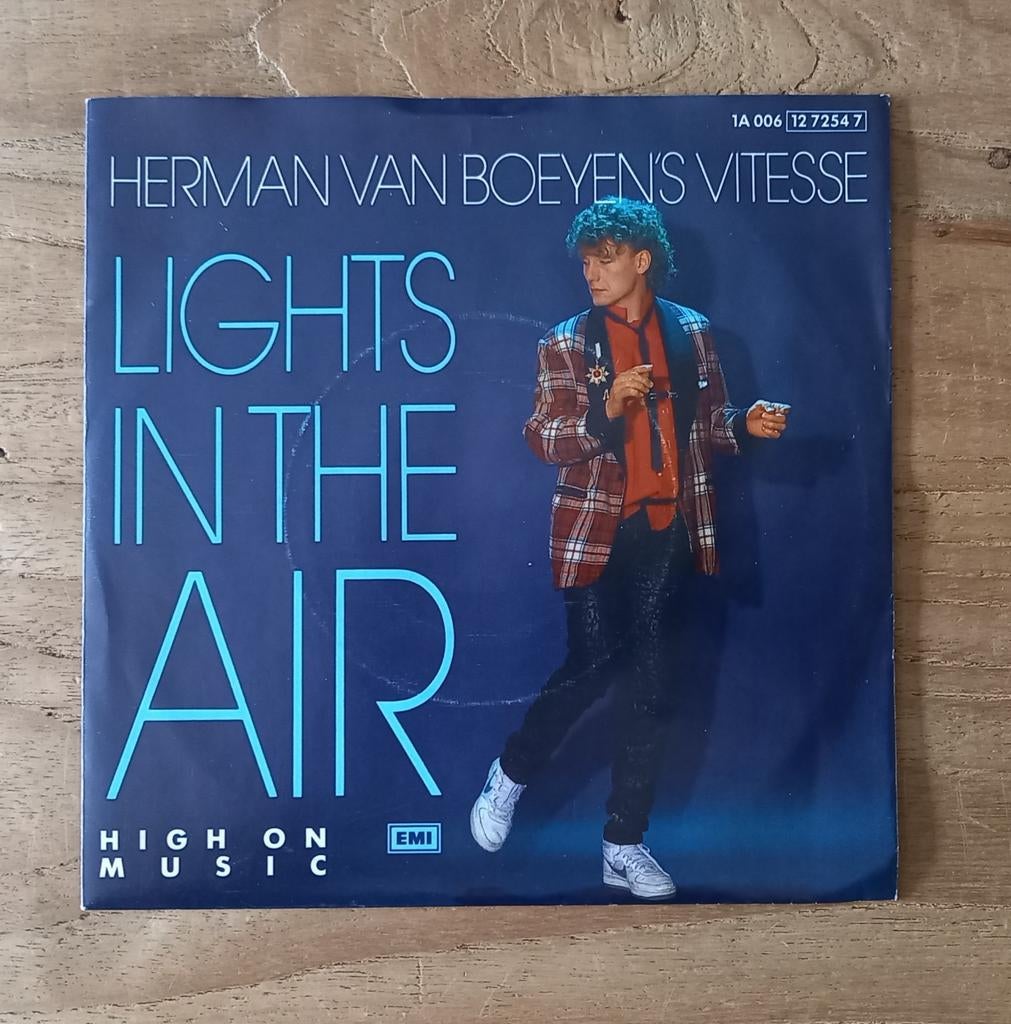 1A 006 12 7254 7
HERMAN VAN BOEYEN'S VITESSE
LIGHTS
IN THE
AIR
HIGH ON
MUSIC
EMI